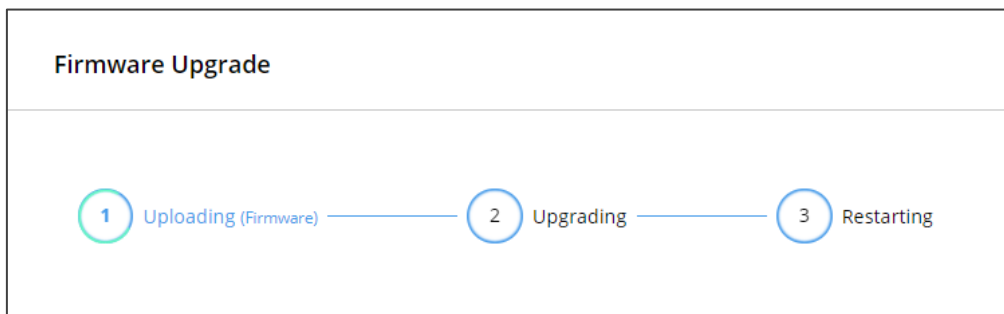 Firmware Upgrade
1 Uploading (Firmware) 2 Upgrading 3 Restarting